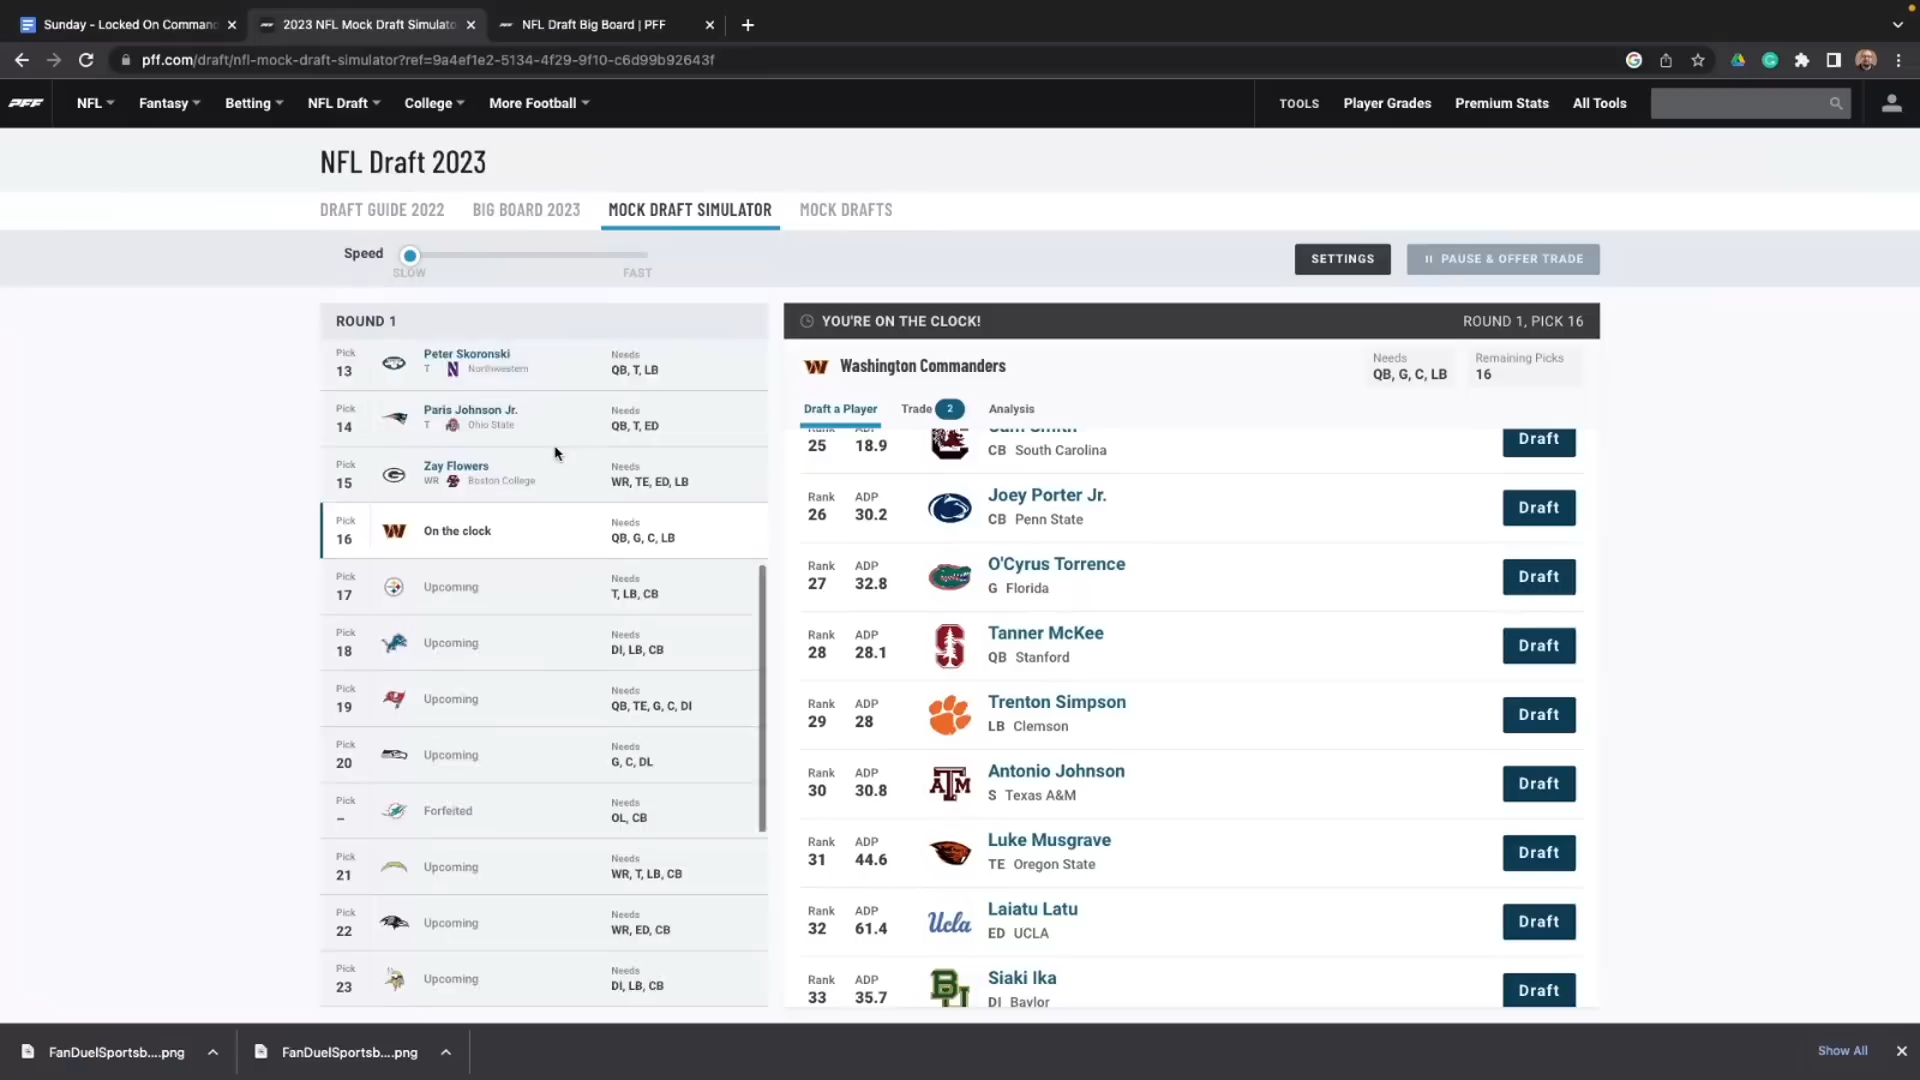 Sunday - Locked On Comman
2023 NFL Mock Draft Simulato
NFL Draft Big Board | PFF
pff.com/draft/nfl-mock-draft-simulator?ref=9a4ef1e2-5134-4f29-9f10-c6d99b92643f
PFF
NFL
Fantasy
Betting
NFL Draft
College
More Football
TOOLS
Player Grades
Premium Stats
All Tools
NFL Draft 2023
DRAFT GUIDE 2022
BIG BOARD 2023
MOCK DRAFT SIMULATOR
MOCK DRAFTS
Speed
SLOW
FAST
SETTINGS
PAUSE & OFFER TRADE
ROUND 1
Pick
13
Peter Skoronski
T Northwestern
Needs
QB, T, LB
Pick
14
Paris Johnson Jr.
T Ohio State
Needs
QB, T, ED
Pick
15
Zay Flowers
WR Boston College
Needs
WR, TE, ED, LB
Pick
16
On the clock
Needs
QB, G, C, LB
Pick
17
Upcoming
Needs
T, LB, CB
Pick
18
Upcoming
Needs
DI, LB, CB
Pick
19
Upcoming
Needs
QB, TE, G, C, DI
Pick
20
Upcoming
Needs
G, C, DL
Pick
–
Forfeited
Needs
OL, CB
Pick
21
Upcoming
Needs
WR, T, LB, CB
Pick
22
Upcoming
Needs
WR, ED, CB
Pick
23
Upcoming
Needs
DI, LB, CB
YOU'RE ON THE CLOCK!
ROUND 1, PICK 16
Washington Commanders
Needs
QB, G, C, LB
Remaining Picks
16
Draft a Player
Trade 2
Analysis
25
18.9
CB South Carolina
Draft
Rank
26
ADP
30.2
Joey Porter Jr.
CB Penn State
Draft
Rank
27
ADP
32.8
O'Cyrus Torrence
G Florida
Draft
Rank
28
ADP
28.1
Tanner McKee
QB Stanford
Draft
Rank
29
ADP
28
Trenton Simpson
LB Clemson
Draft
Rank
30
ADP
30.8
Antonio Johnson
S Texas A&M
Draft
Rank
31
ADP
44.6
Luke Musgrave
TE Oregon State
Draft
Rank
32
ADP
61.4
Ucla
Laiatu Latu
ED UCLA
Draft
Rank
33
ADP
35.7
Siaki Ika
DI Baylor
Draft
FanDuelSportsb....png
FanDuelSportsb....png
Show All